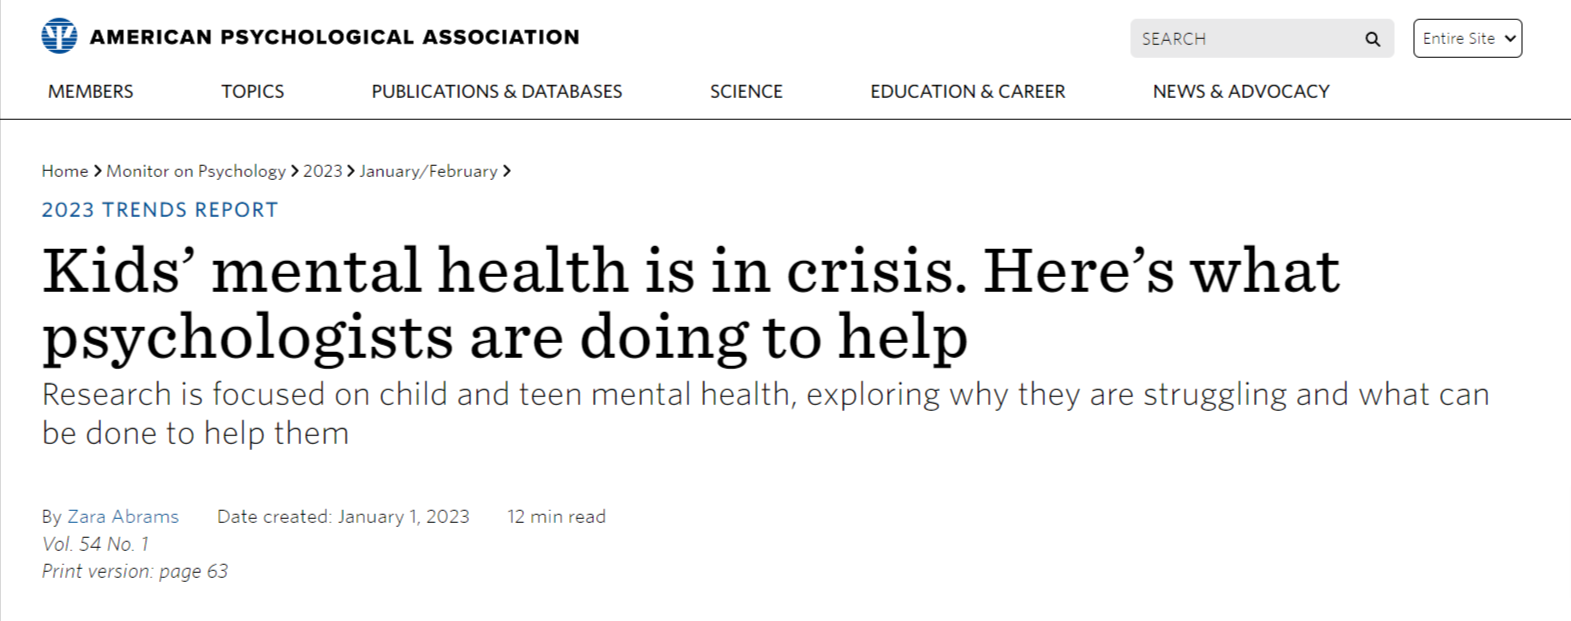 AMERICAN PSYCHOLOGICAL ASSOCIATION
SEARCH
Entire Site
MEMBERS TOPICS PUBLICATIONS & DATABASES SCIENCE EDUCATION & CAREER NEWS & ADVOCACY
Home > Monitor on Psychology > 2023 > January/February >
2023 TRENDS REPORT
Kids’ mental health is in crisis. Here’s what
psychologists are doing to help
Research is focused on child and teen mental health, exploring why they are struggling and what can
be done to help them
By Zara Abrams Date created: January 1, 2023 12 min read
Vol. 54 No. 1
Print version: page 63